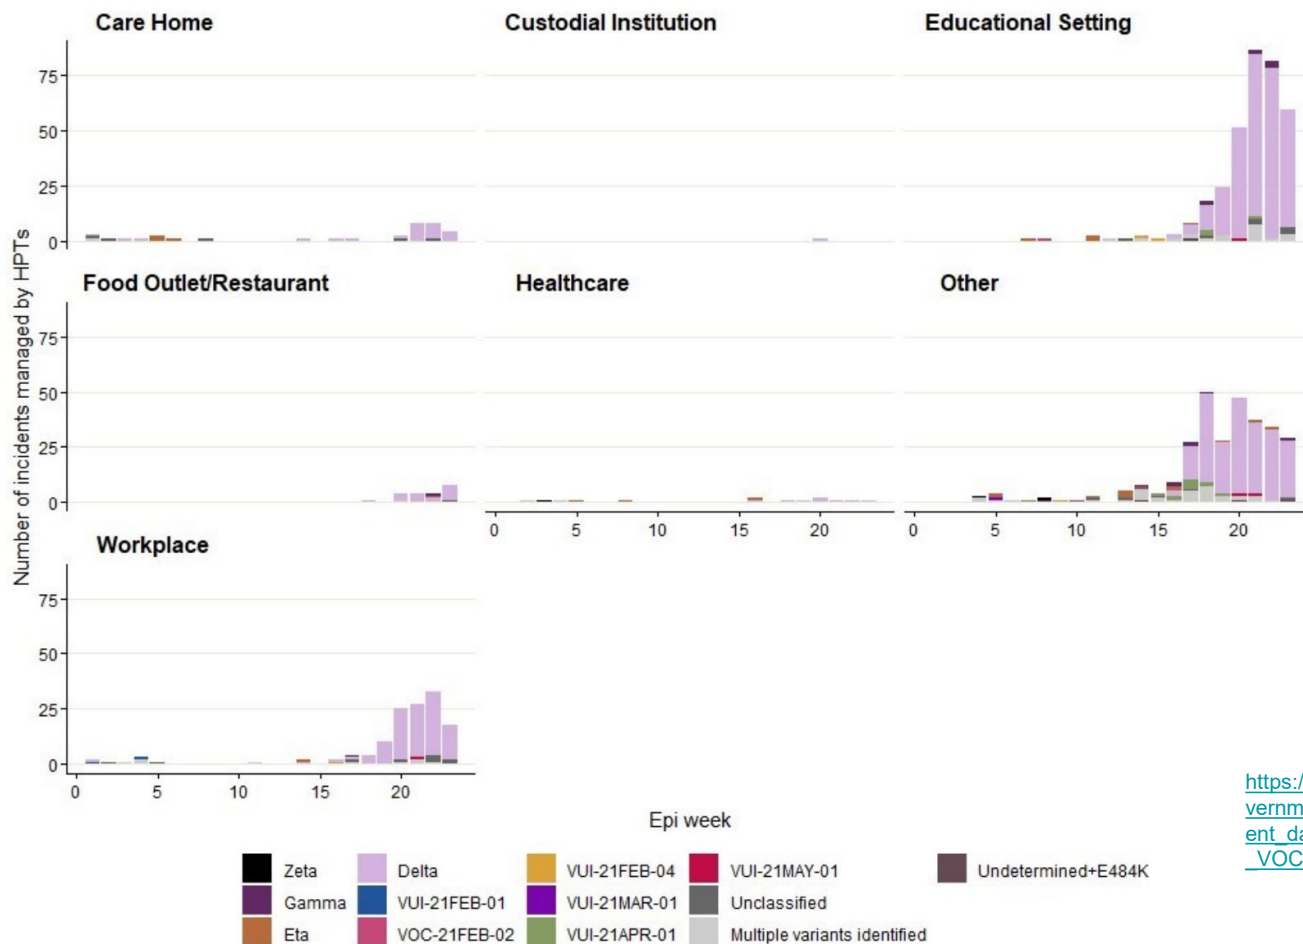 Care Home
Custodial Institution
Educational Setting
75
50
25
0
Food Outlet/Restaurant
Healthcare
Other
75
50
25
0
0 5 10 15 20
0 5 10 15 20
Workplace
75
50
25
0
0 5 10 15 20
Number of incidents managed by HPTs
Epi week
Zeta
Gamma
Eta
Delta
VUI-21FEB-01
VOC-21FEB-02
VUI-21FEB-04
VUI-21MAR-01
VUI-21APR-01
VUI-21MAY-01
Unclassified
Multiple variants identified
Undetermined+E484K
https:/
vernm
ent_da
_VOC